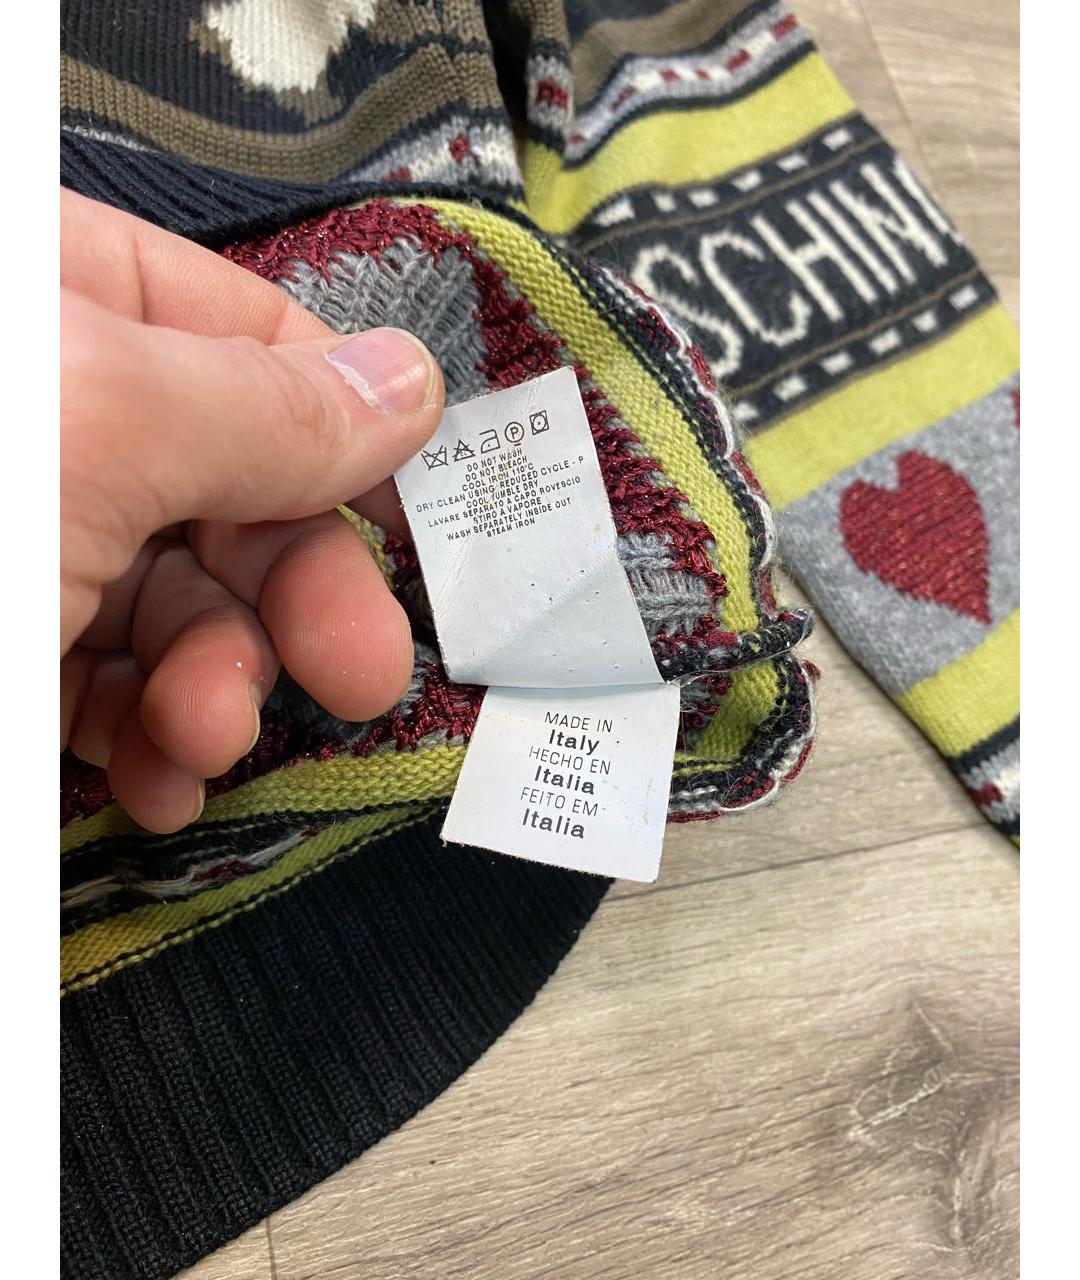 SCHIN
P
DO NOT WASH
DO NOT BLEACH
COOL IRON 110°C
DRY CLEAN USING REDUCED CYCLE - P
COOL TUMBLE DRY
LAVARE SEPARATO A CAPO ROVESCIO
STIRO A VAPORE
WASH SEPARATELY INSIDE OUT
STEAM IRON
MADE IN
Italy
HECHO EN
Italia
FEITO EM
Italia